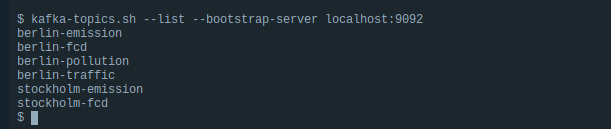 $ kafka-topics.sh --list --bootstrap-server localhost:9092
berlin-emission
berlin-fcd
berlin-pollution
berlin-traffic
stockholm-emission
stockholm-fcd
$